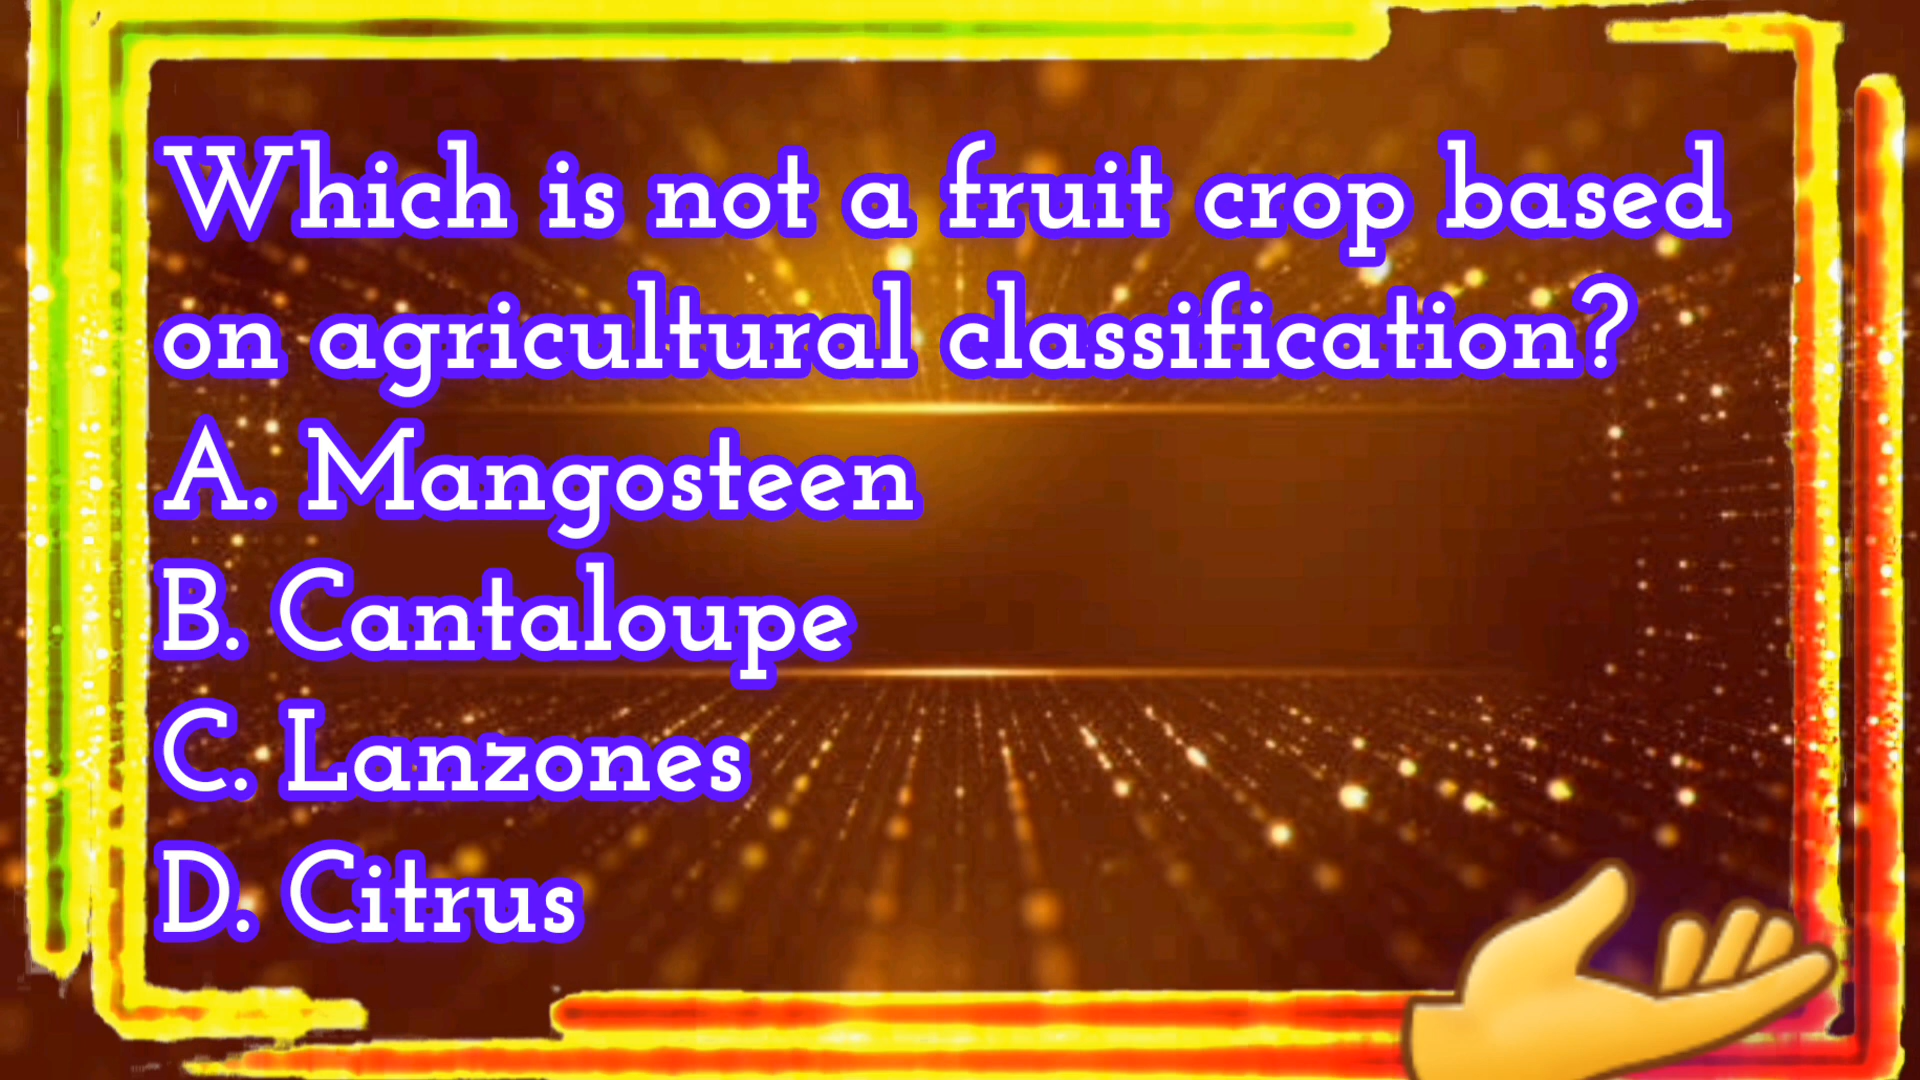 Which is not a fruit crop based
on agricultural classification?
A. Mangosteen
B. Cantaloupe
C. Lanzones
D. Citrus